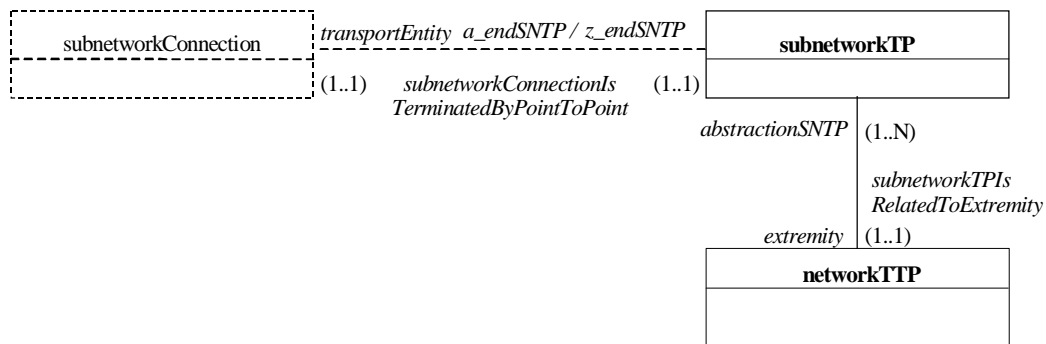 subnetworkConnection
transportEntity a_endSNTP / z_endSNTP
subnetworkTP
(1..1) subnetworkConnectionIs (1..1)
TerminatedByPointToPoint
abstractionSNTP (1..N)
subnetworkTPIs
RelatedToExtremity
extremity (1..1)
networkTTP